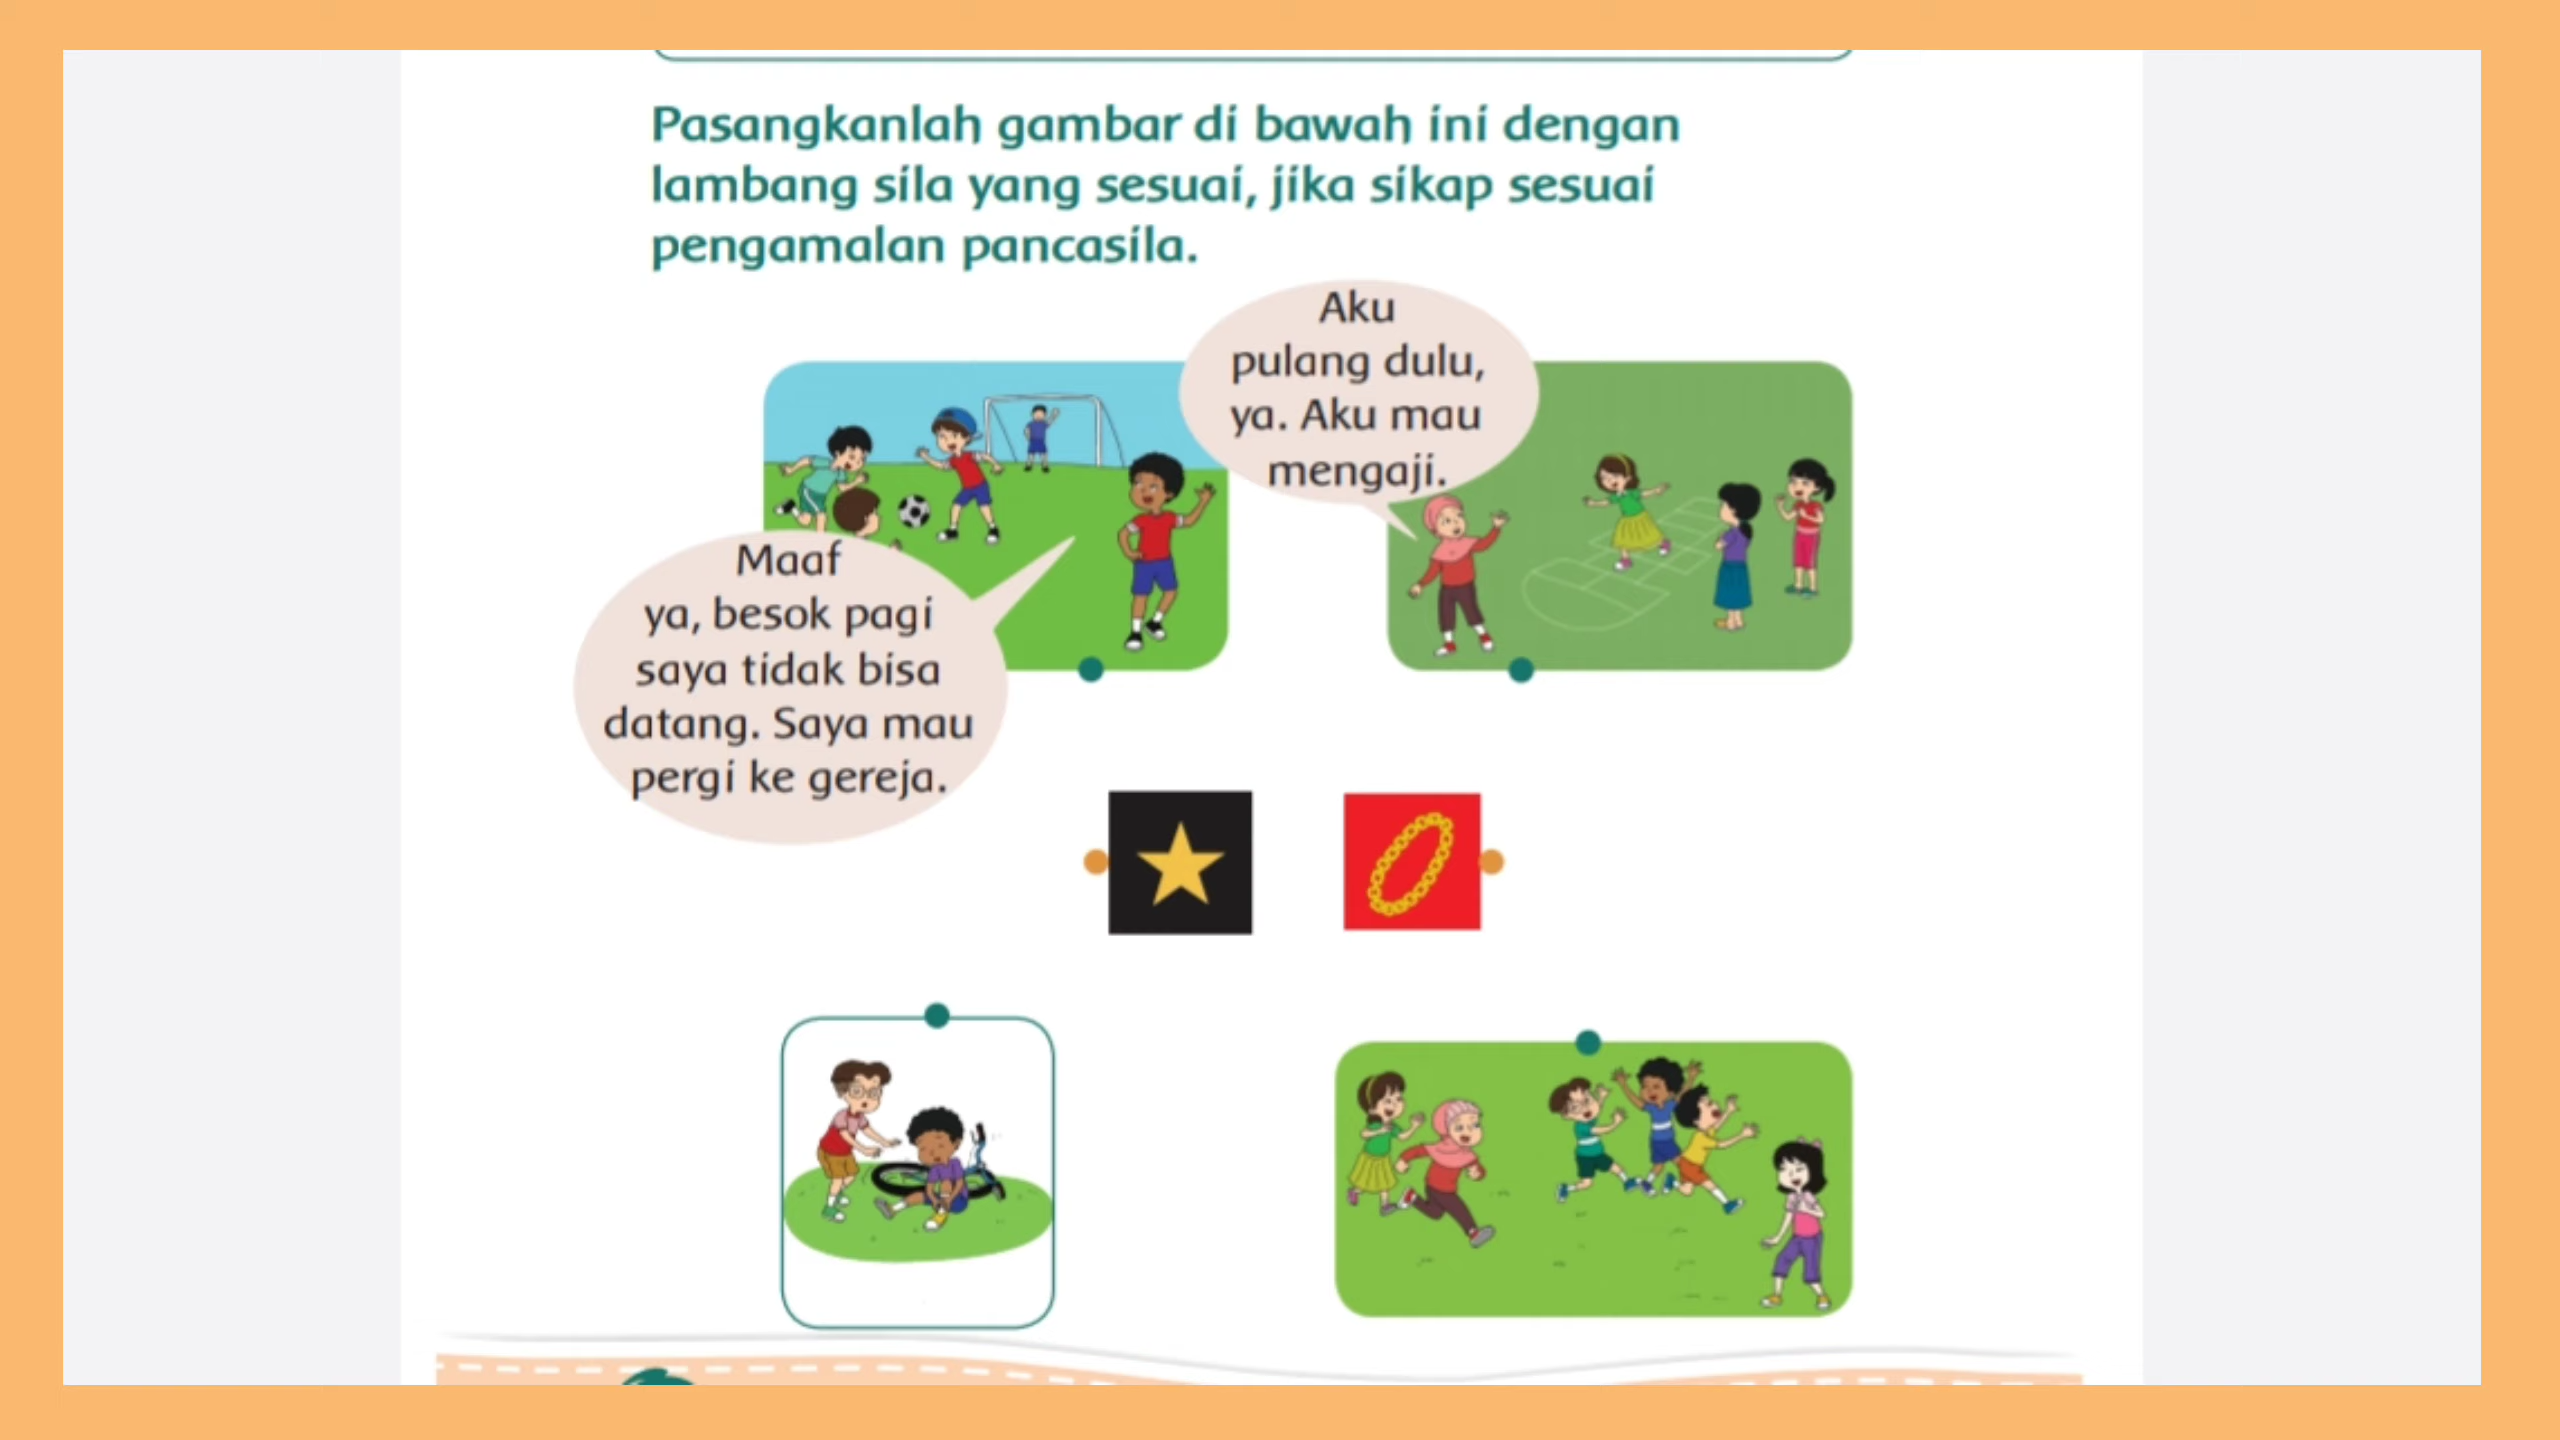 Pasangkanlah gambar di bawah ini dengan
lambang sila yang sesuai, jika sikap sesuai
pengamalan pancasila.
Aku
pulang dulu,
ya. Aku mau
mengaji.
Maaf
ya, besok pagi
saya tidak bisa
datang. Saya mau
pergi ke gereja.